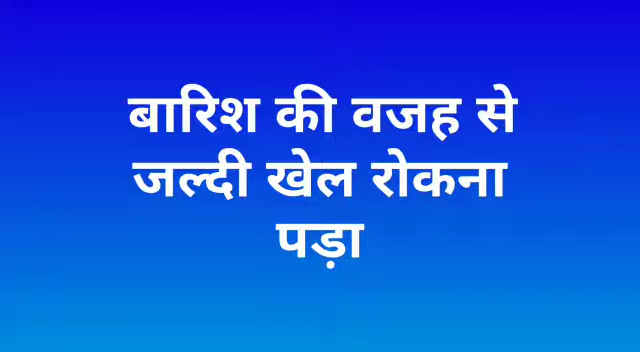 बारिश की वजह से
जल्दी खेल रोकना
पड़ा